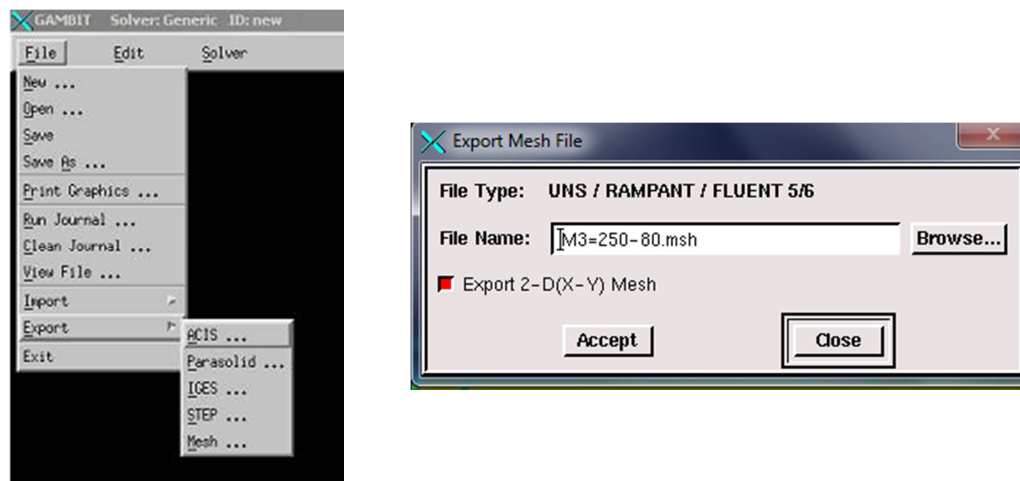 GAMBIT Solver: Generic ID: new
File Edit Solver
New ...
Open ...
Save
Save As ...
Print Graphics ...
Run Journal ...
Clean Journal ...
View File ...
Import
Export
Exit
ACIS ...
Parasolid ...
IGES ...
STEP ...
Mesh ...
Export Mesh File
File Type: UNS / RAMPANT / FLUENT 5/6
File Name: M3=250-80.msh Browse...
Export 2-D(X-Y) Mesh
Accept Close